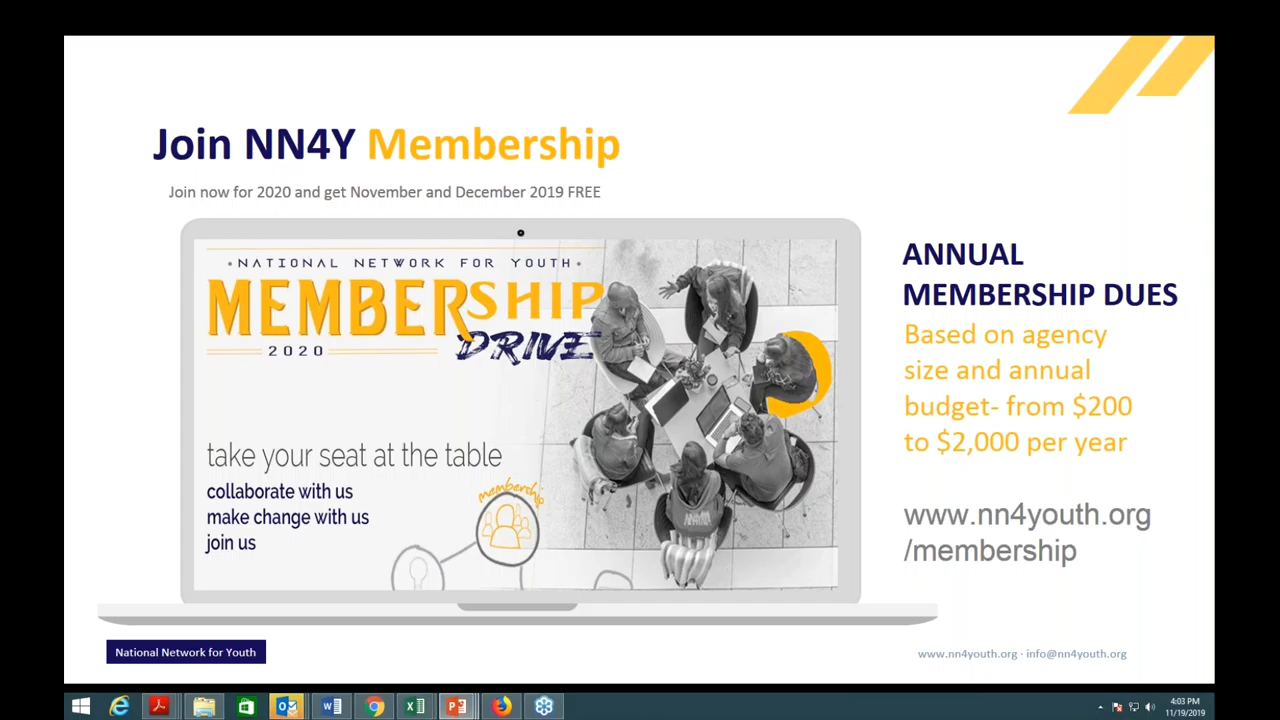 Join NN4Y Membership
Join now for 2020 and get November and December 2019 FREE
•NATIONAL NETWORK FOR YOUTH•
MEMBERSHIP
2020
DRIVE
take your seat at the table
collaborate with us
make change with us
join us
membership
NN4Y
ANNUAL
MEMBERSHIP DUES
Based on agency
size and annual
budget- from $200
to $2,000 per year
www.nn4youth.org
/membership
National Network for Youth
www.nn4youth.org · info@nn4youth.org
4:03 PM
11/19/2019